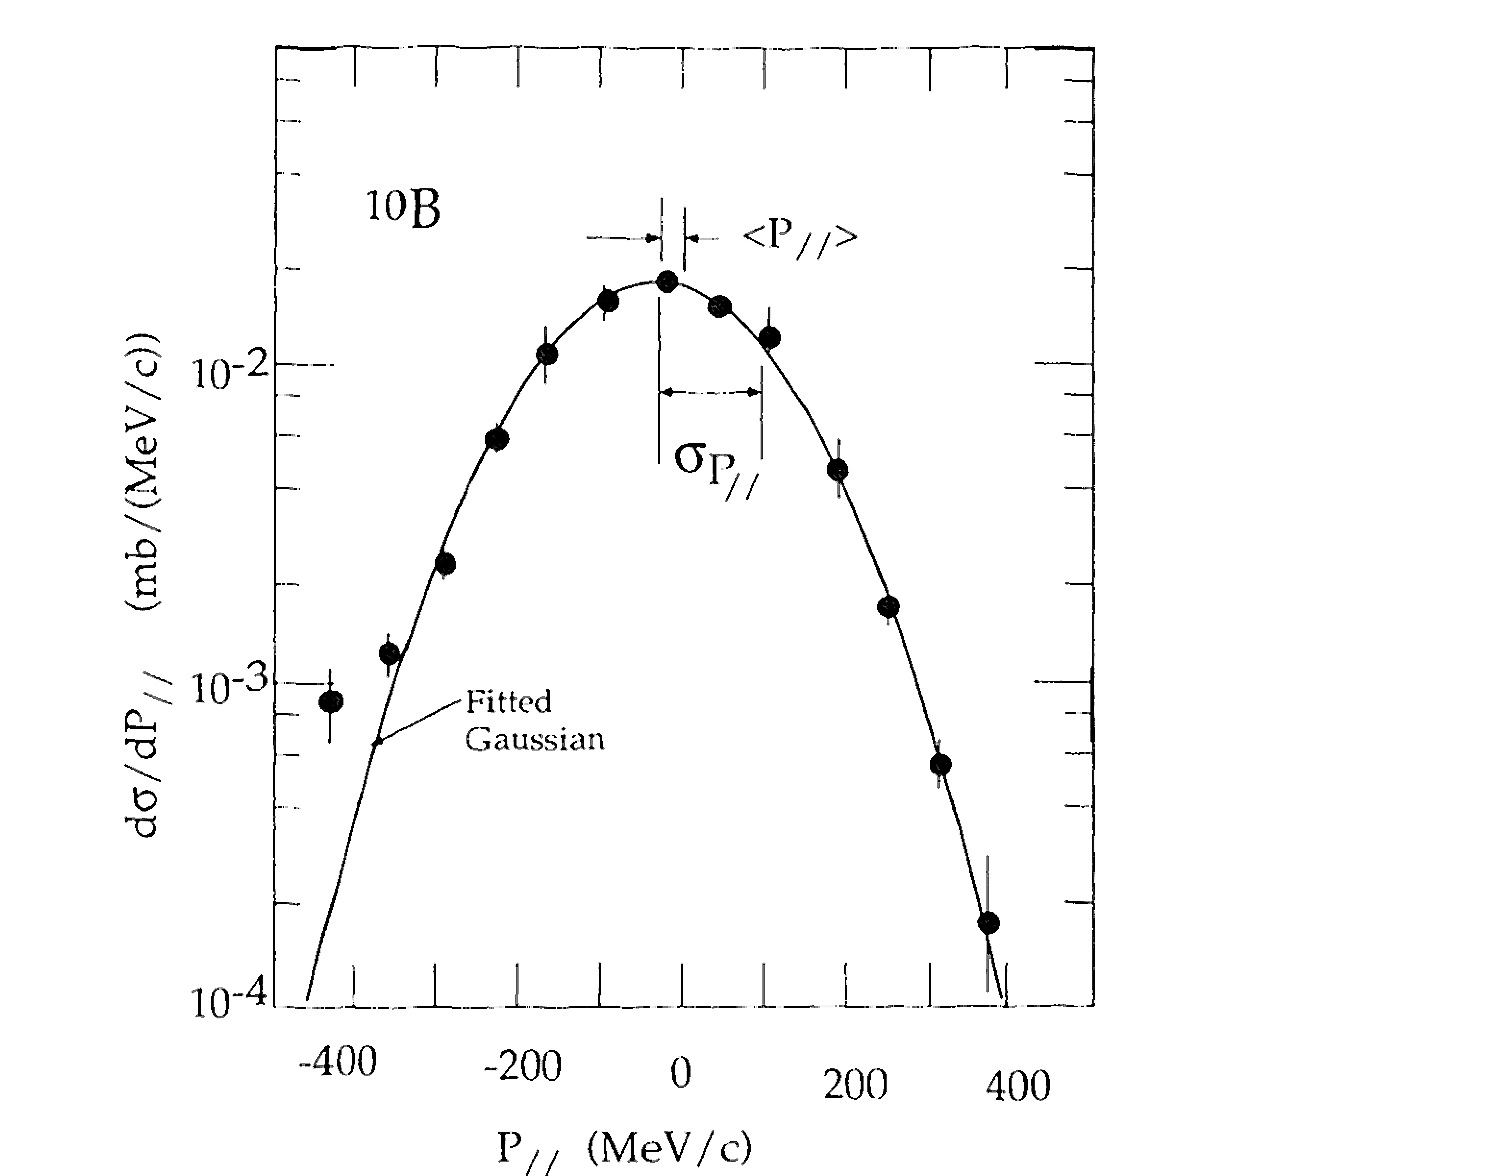 10B
<P//>
10-2
σP//
10-3
Fitted
Gaussian
10-4
-400 -200 0 200 400
P// (MeV/c)
dσ/dP// (mb/(MeV/c))